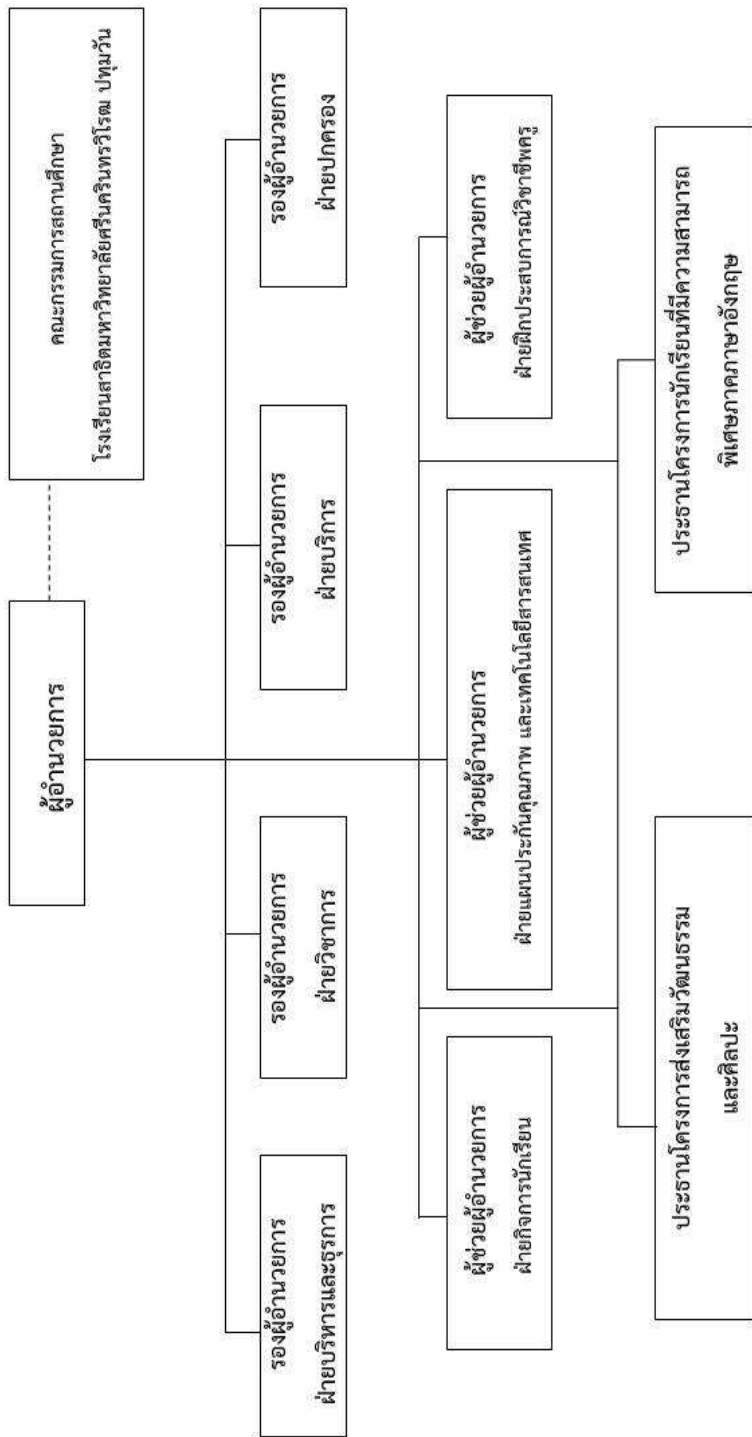 คณะกรรมการสถานศึกษา
โรงเรียนสาธิตมหาวิทยาลัยศรีนครินทรวิโรฒ ปทุมวัน
ผู้อำนวยการ
รองผู้อำนวยการ
ฝ่ายบริหารและธุรการ
รองผู้อำนวยการ
ฝ่ายวิชาการ
รองผู้อำนวยการ
ฝ่ายบริการ
รองผู้อำนวยการ
ฝ่ายปกครอง
ผู้ช่วยผู้อำนวยการ
ฝ่ายกิจการนักเรียน
ผู้ช่วยผู้อำนวยการ
ฝ่ายแผนประกันคุณภาพ และเทคโนโลยีสารสนเทศ
ผู้ช่วยผู้อำนวยการ
ฝ่ายฝึกประสบการณ์วิชาชีพครู
ประธานโครงการส่งเสริมวัฒนธรรม
และศิลปะ
ประธานโครงการนักเรียนที่มีความสามารถ
พิเศษภาคภาษาอังกฤษ